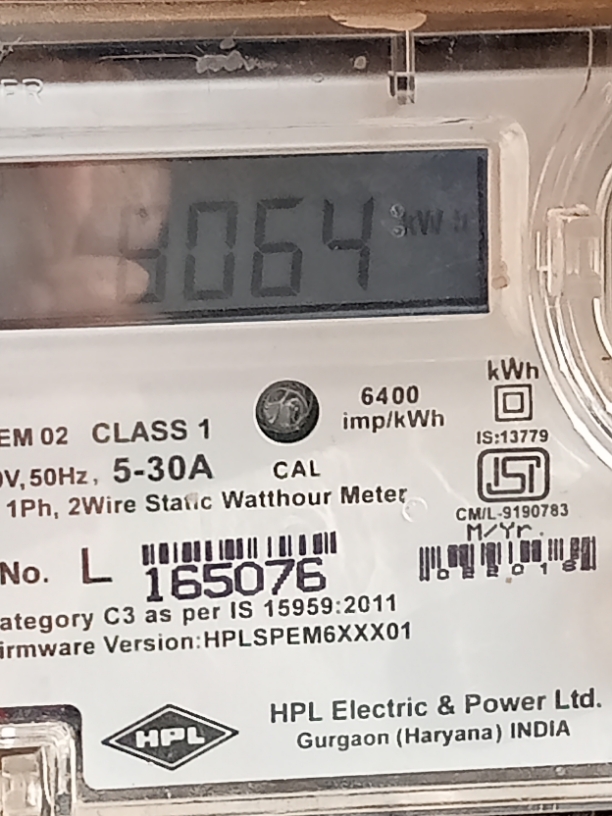 064 kWh
kWh
6400
imp/kWh
EM 02 CLASS 1
IS:13779
V, 50Hz, 5-30A
CAL
1Ph, 2Wire Static Watthour Meter
CM/L-9190783
M/Yr.
No. L 165076
ategory C3 as per IS 15959:2011
irmware Version:HPLSPEM6XXX01
HPL
HPL Electric & Power Ltd.
Gurgaon (Haryana) INDIA